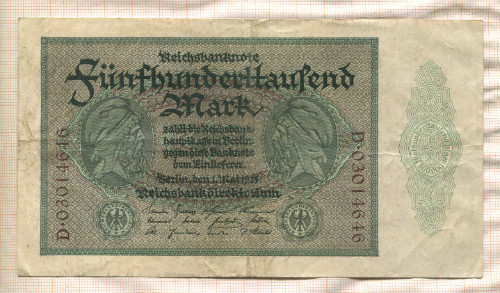 Reichsbanknote
Fünfhunderttausend
Mark
zahlt die Reichsbank-
hauptkasse in Berlin
gegen diese Banknote
dem Einlieferer.
Berlin, den 1. Mai 1923
Reichsbankdirektorium
D·03014646
D·03014646